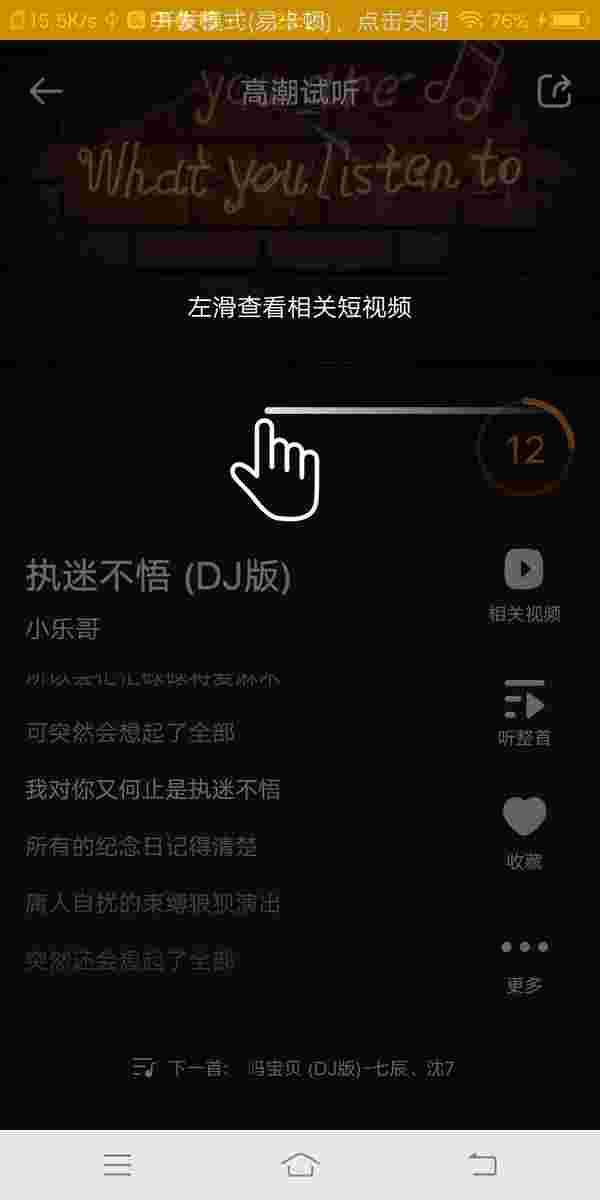 15.5K/s 开发模式(易卡顿)、点击关闭 76%
you are
高潮试听
What you listen to
左滑查看相关短视频
12
执迷不悟 (DJ版)
小乐哥
相关视频
可突然会想起了全部
听整首
我对你又何止是执迷不悟
所有的纪念日记得清楚
收藏
庸人自扰的束缚狼狈演出
突然还会想起了全部
更多
下一首: 吗宝贝 (DJ版)-七辰、沈7